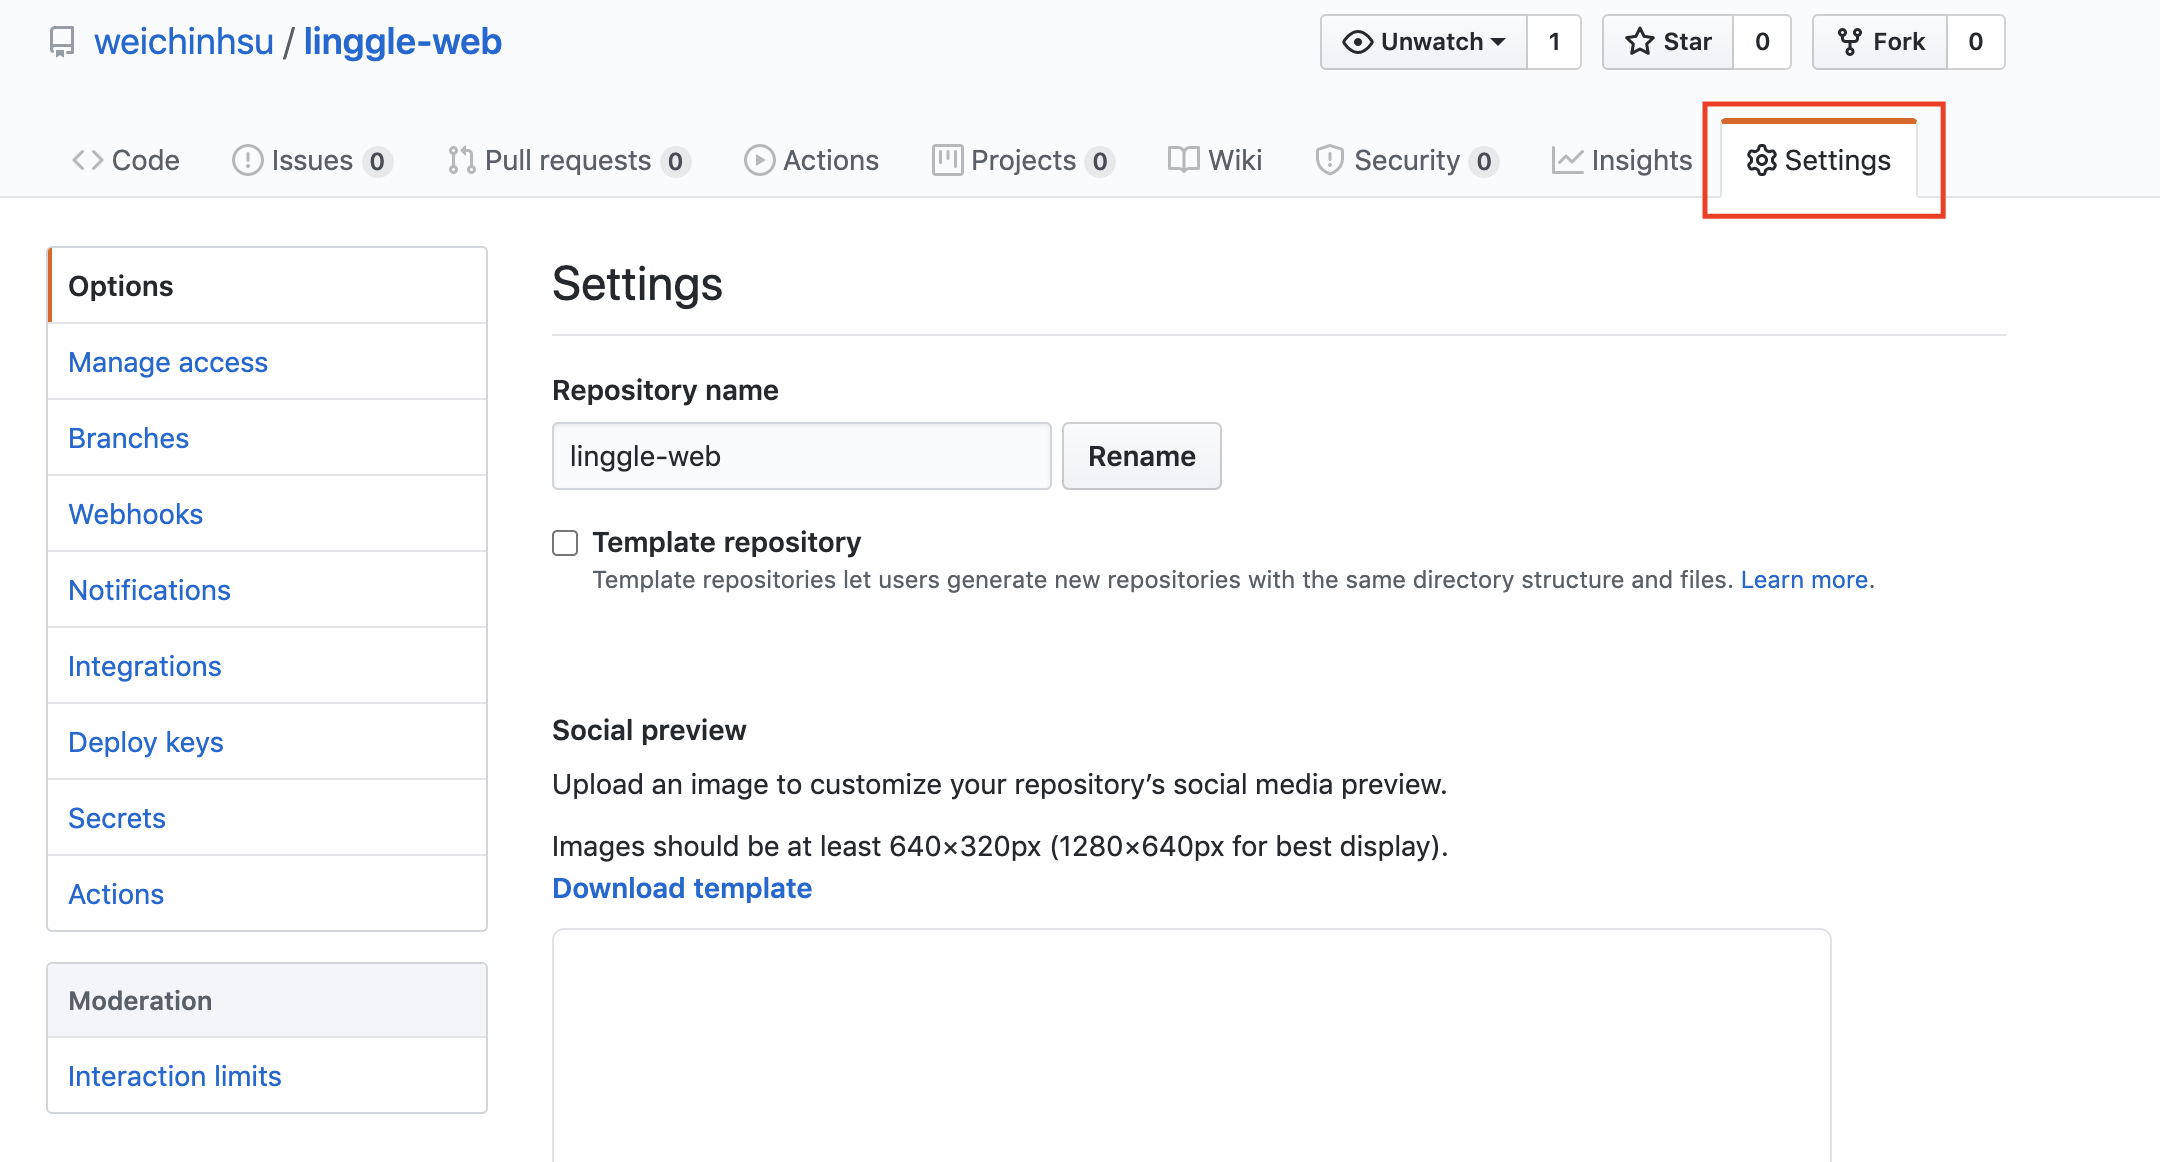 weichinhsu / linggle-web
Unwatch 1 Star 0 Fork 0
Code Issues 0 Pull requests 0 Actions Projects 0 Wiki Security 0 Insights Settings
Options
Manage access
Branches
Webhooks
Notifications
Integrations
Deploy keys
Secrets
Actions
Moderation
Interaction limits
Settings
Repository name
linggle-web Rename
Template repository
Template repositories let users generate new repositories with the same directory structure and files. Learn more.
Social preview
Upload an image to customize your repository’s social media preview.
Images should be at least 640×320px (1280×640px for best display).
Download template